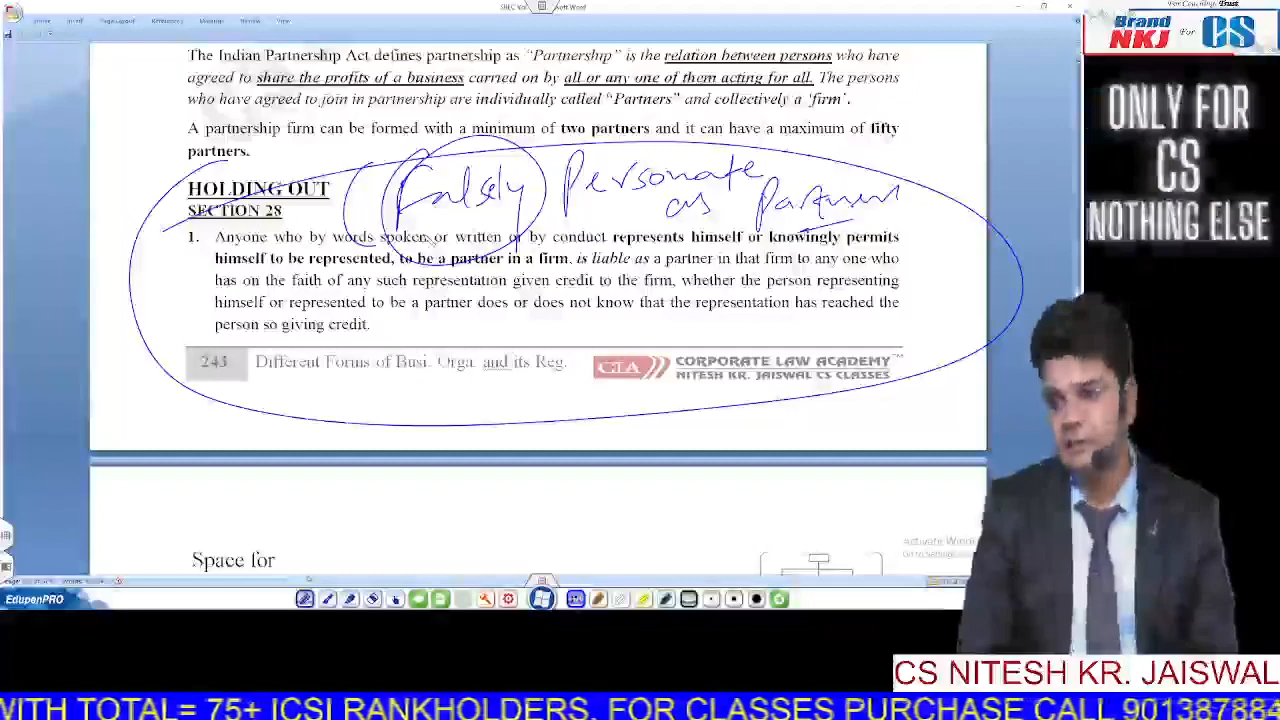 Brand
NKJ For CS
ONLY FOR
CS
NOTHING ELSE
The Indian Partnership Act defines partnership as "Partnership" is the relation between persons who have
agreed to share the profits of a business carried on by all or any one of them acting for all. The persons
who have agreed to join in partnership are individually called "Partners" and collectively a 'firm'.
A partnership firm can be formed with a minimum of two partners and it can have a maximum of fifty
partners.
HOLDING OUT
SECTION 28
Falsely Personate
as Partner
1. Anyone who by words spoken or written or by conduct represents himself or knowingly permits
himself to be represented, to be a partner in a firm, is liable as a partner in that firm to any one who
has on the faith of any such representation given credit to the firm, whether the person representing
himself or represented to be a partner does or does not know that the representation has reached the
person so giving credit.
243 Different Forms of Busi. Orga. and its Reg.
CORPORATE LAW ACADEMY™
NITESH KR. JAISWAL CS CLASSES
Space for
EdupenPRO
CS NITESH KR. JAISWAL
WITH TOTAL= 75+ ICSI RANKHOLDERS. FOR CLASSES PURCHASE CALL 901387884